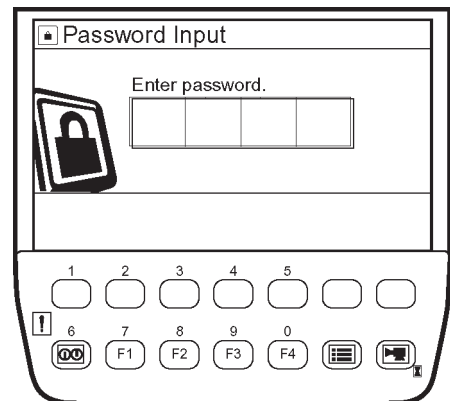 Password Input
Enter password.
1 2 3 4 5
!
6 7 8 9 0
F1 F2 F3 F4